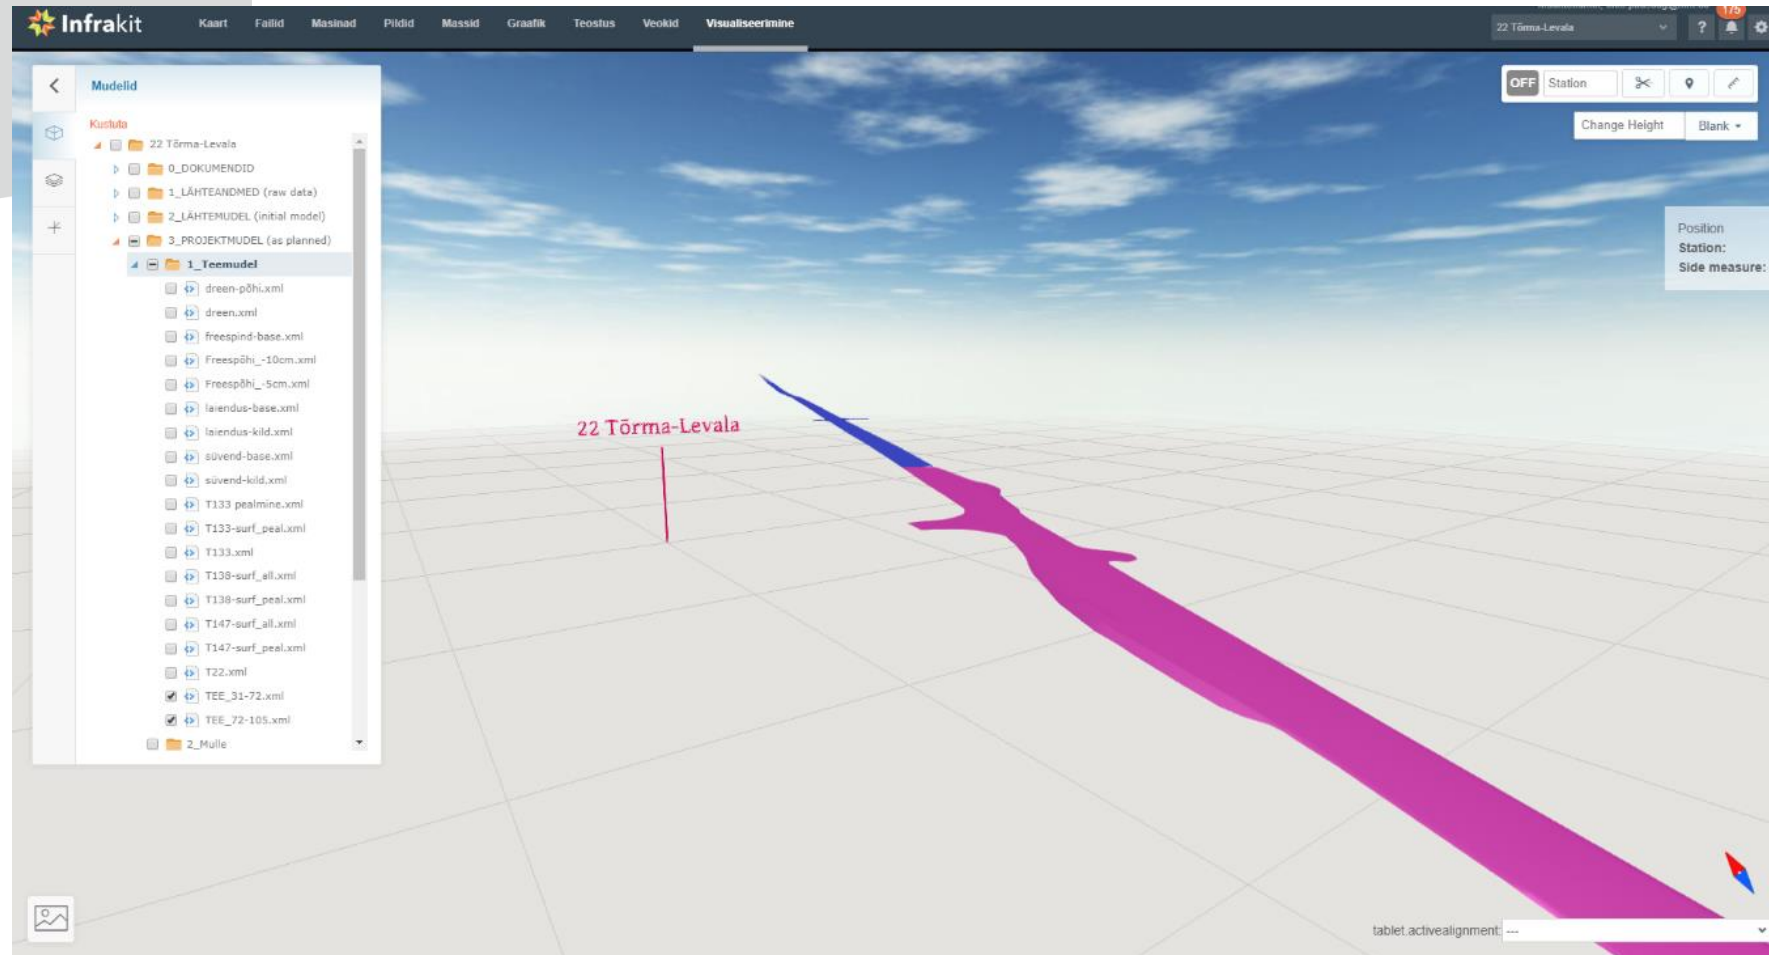 Infrakit
Kaart Failid Masinad Pildid Massid Graafik Teostus Veokid Visualiseerimine
175
22 Tõrma-Levala
?
Mudelid
Kustuta
22 Tõrma-Levala
0_DOKUMENDID
1_LÄHTEANDMED (raw data)
2_LÄHTEMUDEL (initial model)
3_PROJEKTMUDEL (as planned)
1_Teemudel
dreen-põhi.xml
dreen.xml
freespind-base.xml
Freespõhi_-10cm.xml
Freespõhi_-5cm.xml
laiendus-base.xml
laiendus-kild.xml
süvend-base.xml
süvend-kild.xml
T133 pealmine.xml
T133-surf_peal.xml
T133.xml
T138-surf_all.xml
T138-surf_peal.xml
T147-surf_all.xml
T147-surf_peal.xml
T22.xml
TEE_31-72.xml
TEE_72-105.xml
2_Mulle
22 Tõrma-Levala
OFF Station
Change Height Blank
Position
Station:
Side measure:
tablet.activealignment: ---